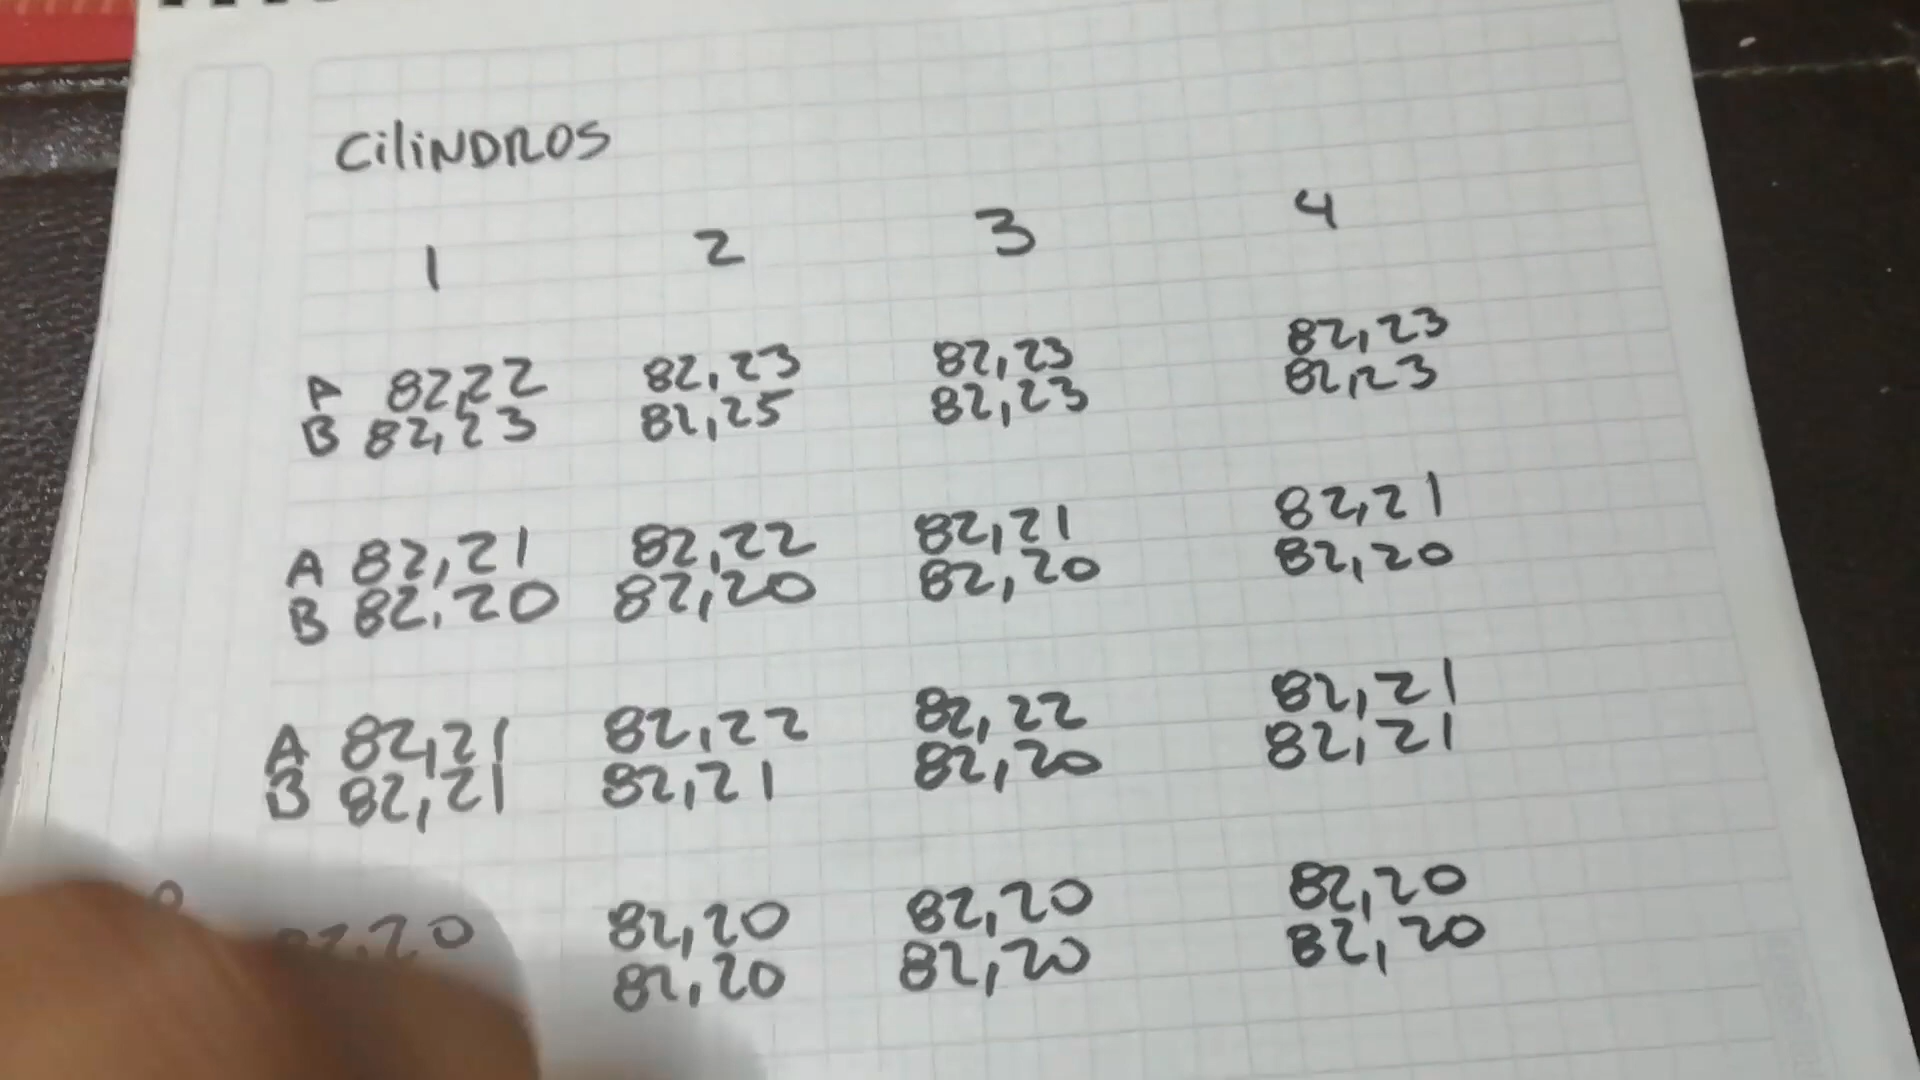 CiliNDROS
1 2 3 4
A 82,22 82,23 82,23 82,23
B 82,23 82,25 82,23 82,23
A 82,21 82,22 82,21 82,21
B 82,20 82,20 82,20 82,20
A 82,21 82,22 82,22 82,21
B 82,21 82,21 82,20 82,21
82,20 82,20 82,20
82,20 82,20 82,20